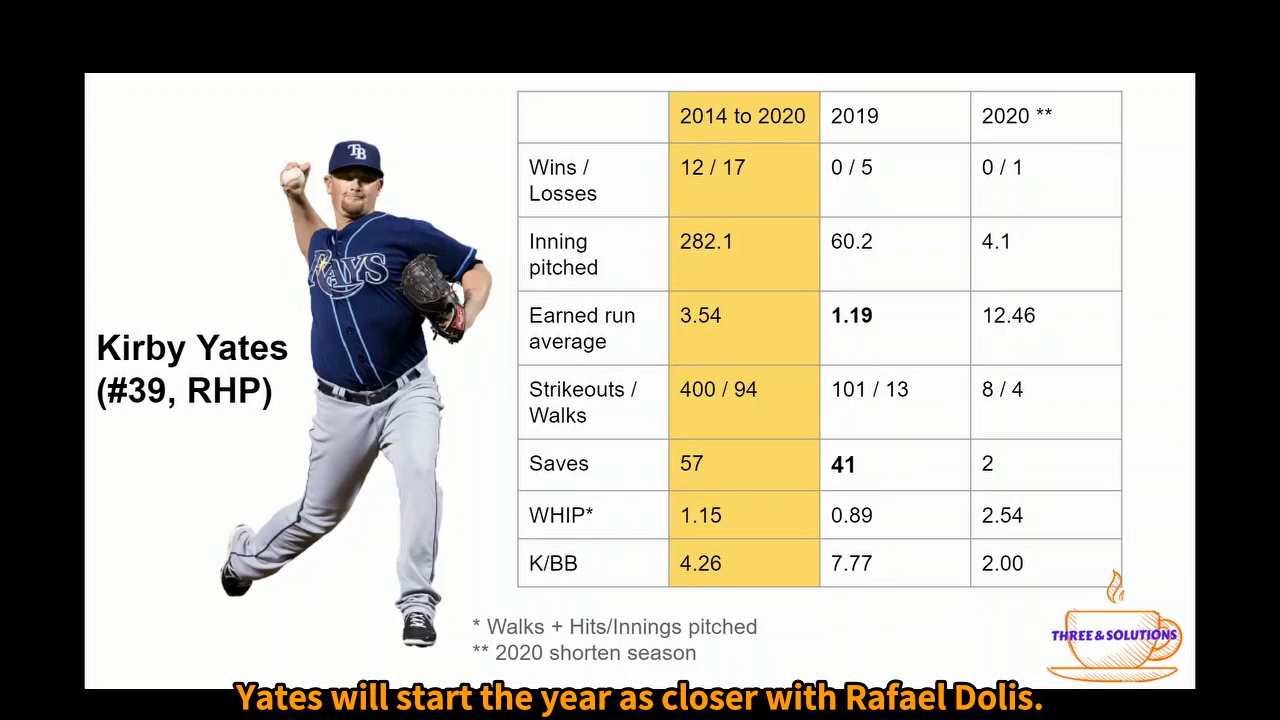 TB
RAYS
Kirby Yates
(#39, RHP)
2014 to 2020 2019 2020 **
Wins / Losses 12 / 17 0 / 5 0 / 1
Inning pitched 282.1 60.2 4.1
Earned run average 3.54 1.19 12.46
Strikeouts / Walks 400 / 94 101 / 13 8 / 4
Saves 57 41 2
WHIP* 1.15 0.89 2.54
K/BB 4.26 7.77 2.00
* Walks + Hits/Innings pitched
** 2020 shorten season
THREE & SOLUTIONS
Yates will start the year as closer with Rafael Dolis.